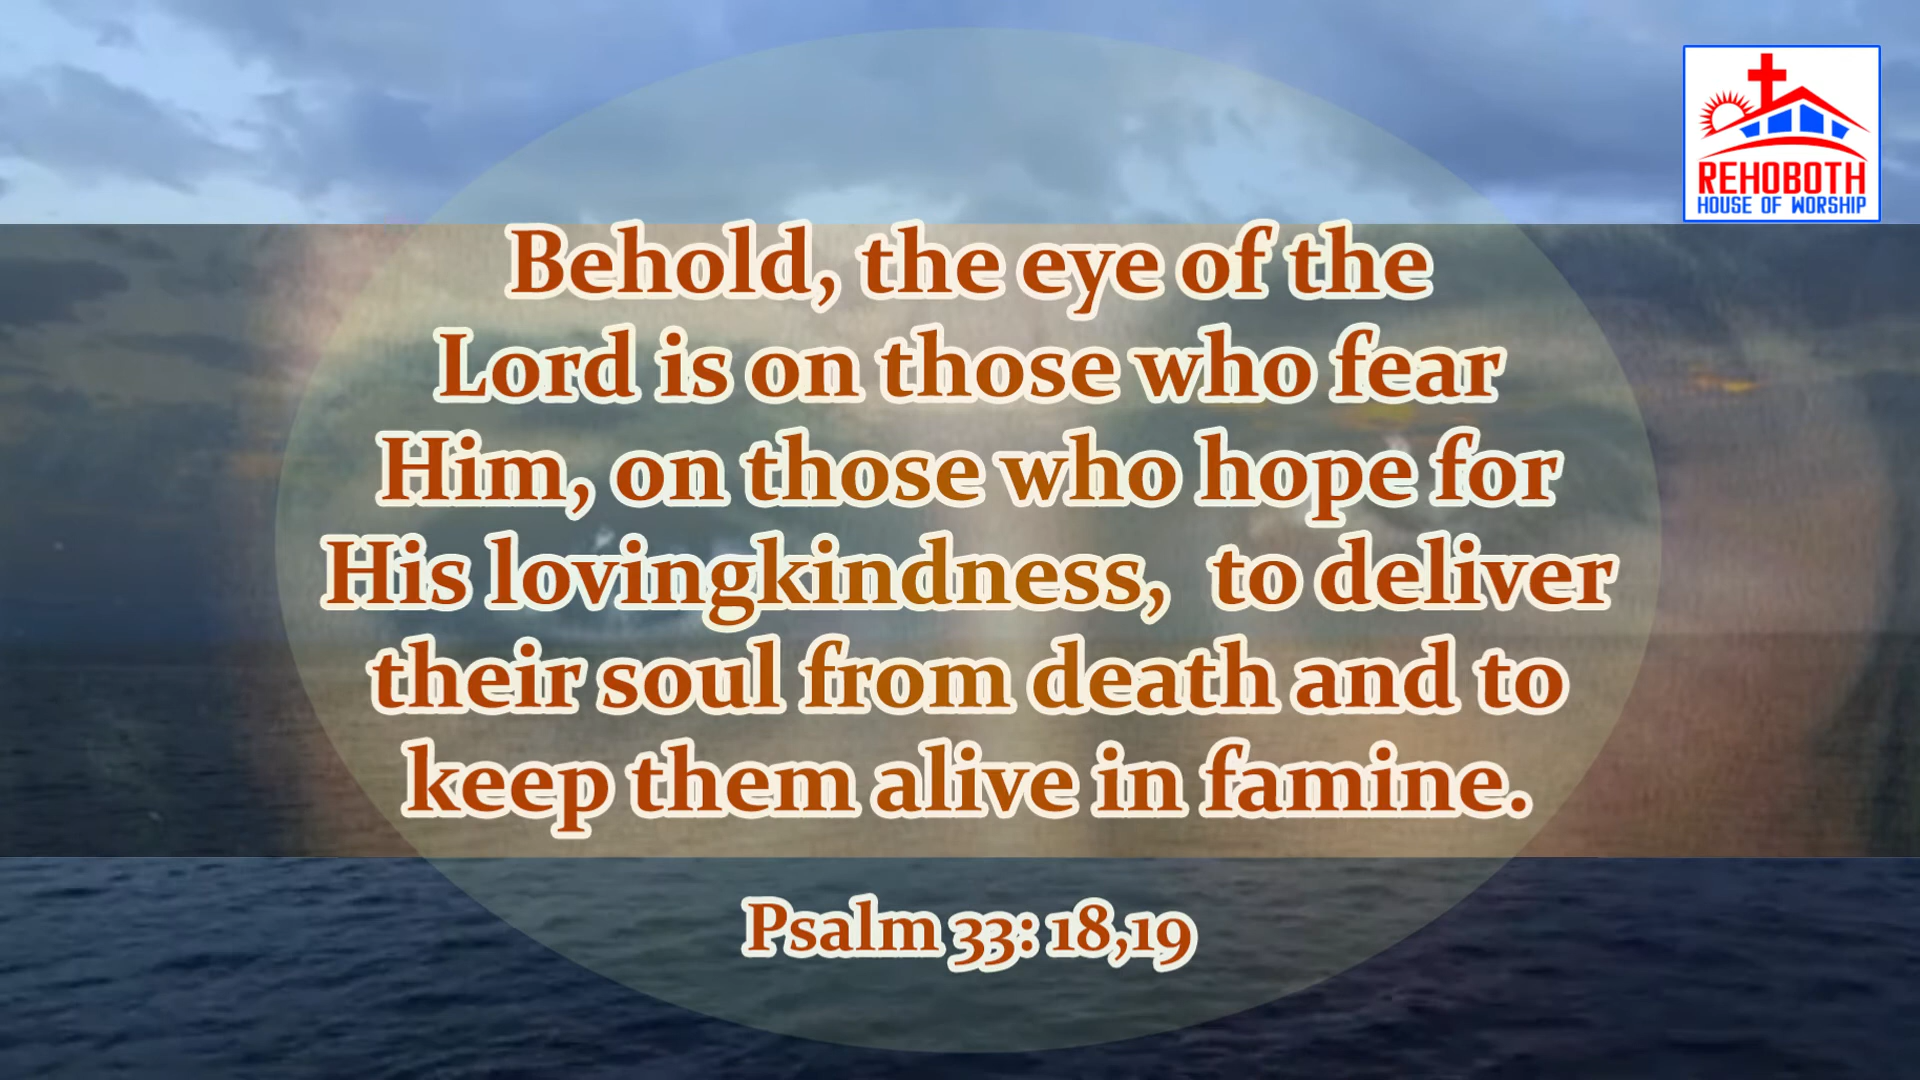 REHOBOTH
HOUSE OF WORSHIP
Behold, the eye of the
Lord is on those who fear
Him, on those who hope for
His lovingkindness, to deliver
their soul from death and to
keep them alive in famine.
Psalm 33: 18,19